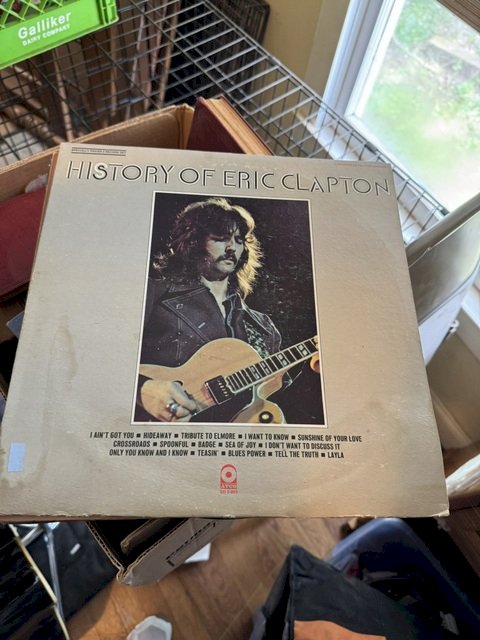 Galliker
DAIRY COMPANY
HISTORY OF ERIC CLAPTON
I AIN'T GOT YOU ■ HIDEAWAY ■ TRIBUTE TO ELMORE ■ I WANT TO KNOW ■ SUNSHINE OF YOUR LOVE
CROSSROADS ■ SPOONFUL ■ BADGE ■ SEA OF JOY ■ I DON'T WANT TO DISCUSS IT
ONLY YOU KNOW AND I KNOW ■ TEASIN' ■ BLUES POWER ■ TELL THE TRUTH ■ LAYLA
ATCO